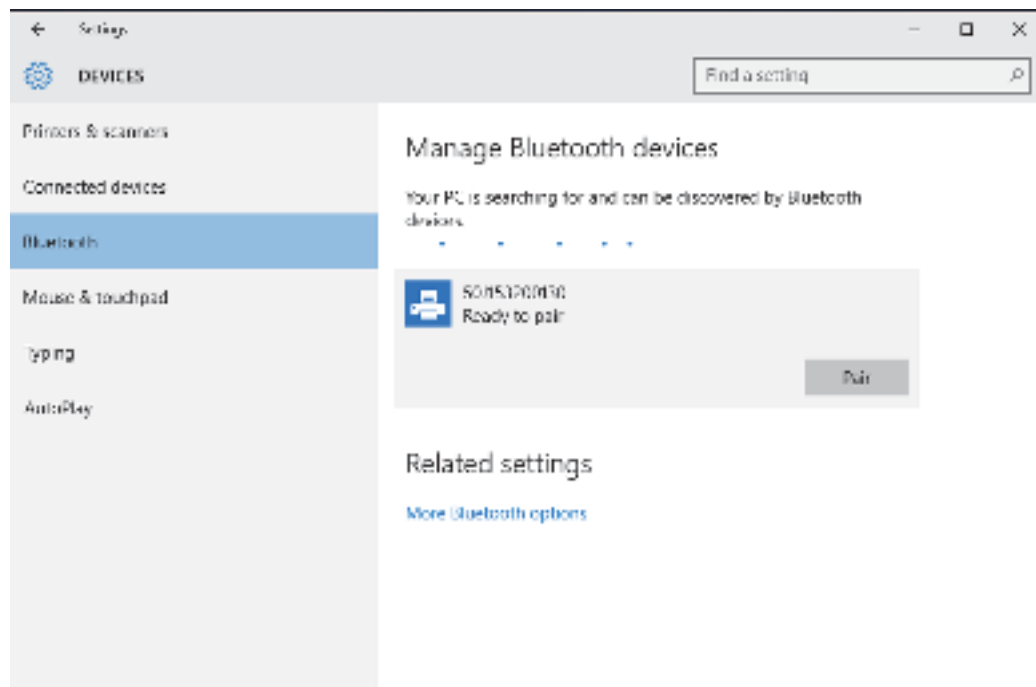 Settings
DEVICES
Find a setting
Printers & scanners
Connected devices
Bluetooth
Mouse & touchpad
Typing
AutoPlay
Manage Bluetooth devices
Your PC is searching for and can be discovered by Bluetooth
devices.
Ready to pair
Pair
Related settings
More Bluetooth options